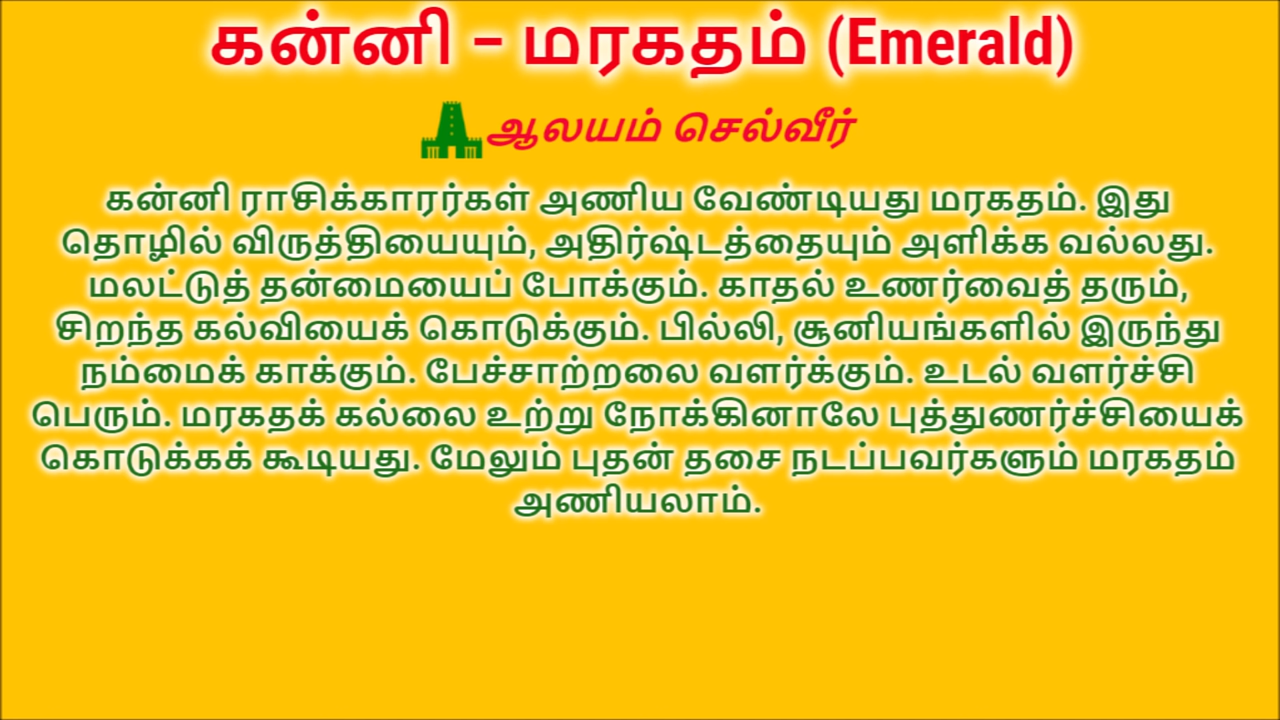 கன்னி – மரகதம் (Emerald)
ஆலயம் செல்வீர்
கன்னி ராசிக்காரர்கள் அணிய வேண்டியது மரகதம். இது
தொழில் விருத்தியையும், அதிர்ஷ்டத்தையும் அளிக்க வல்லது.
மலட்டுத் தன்மையைப் போக்கும். காதல் உணர்வைத் தரும்,
சிறந்த கல்வியைக் கொடுக்கும். பில்லி, சூனியங்களில் இருந்து
நம்மைக் காக்கும். பேச்சாற்றலை வளர்க்கும். உடல் வளர்ச்சி
பெரும். மரகதக் கல்லை உற்று நோக்கினாலே புத்துணர்ச்சியைக்
கொடுக்கக் கூடியது. மேலும் புதன் தசை நடப்பவர்களும் மரகதம்
அணியலாம்.